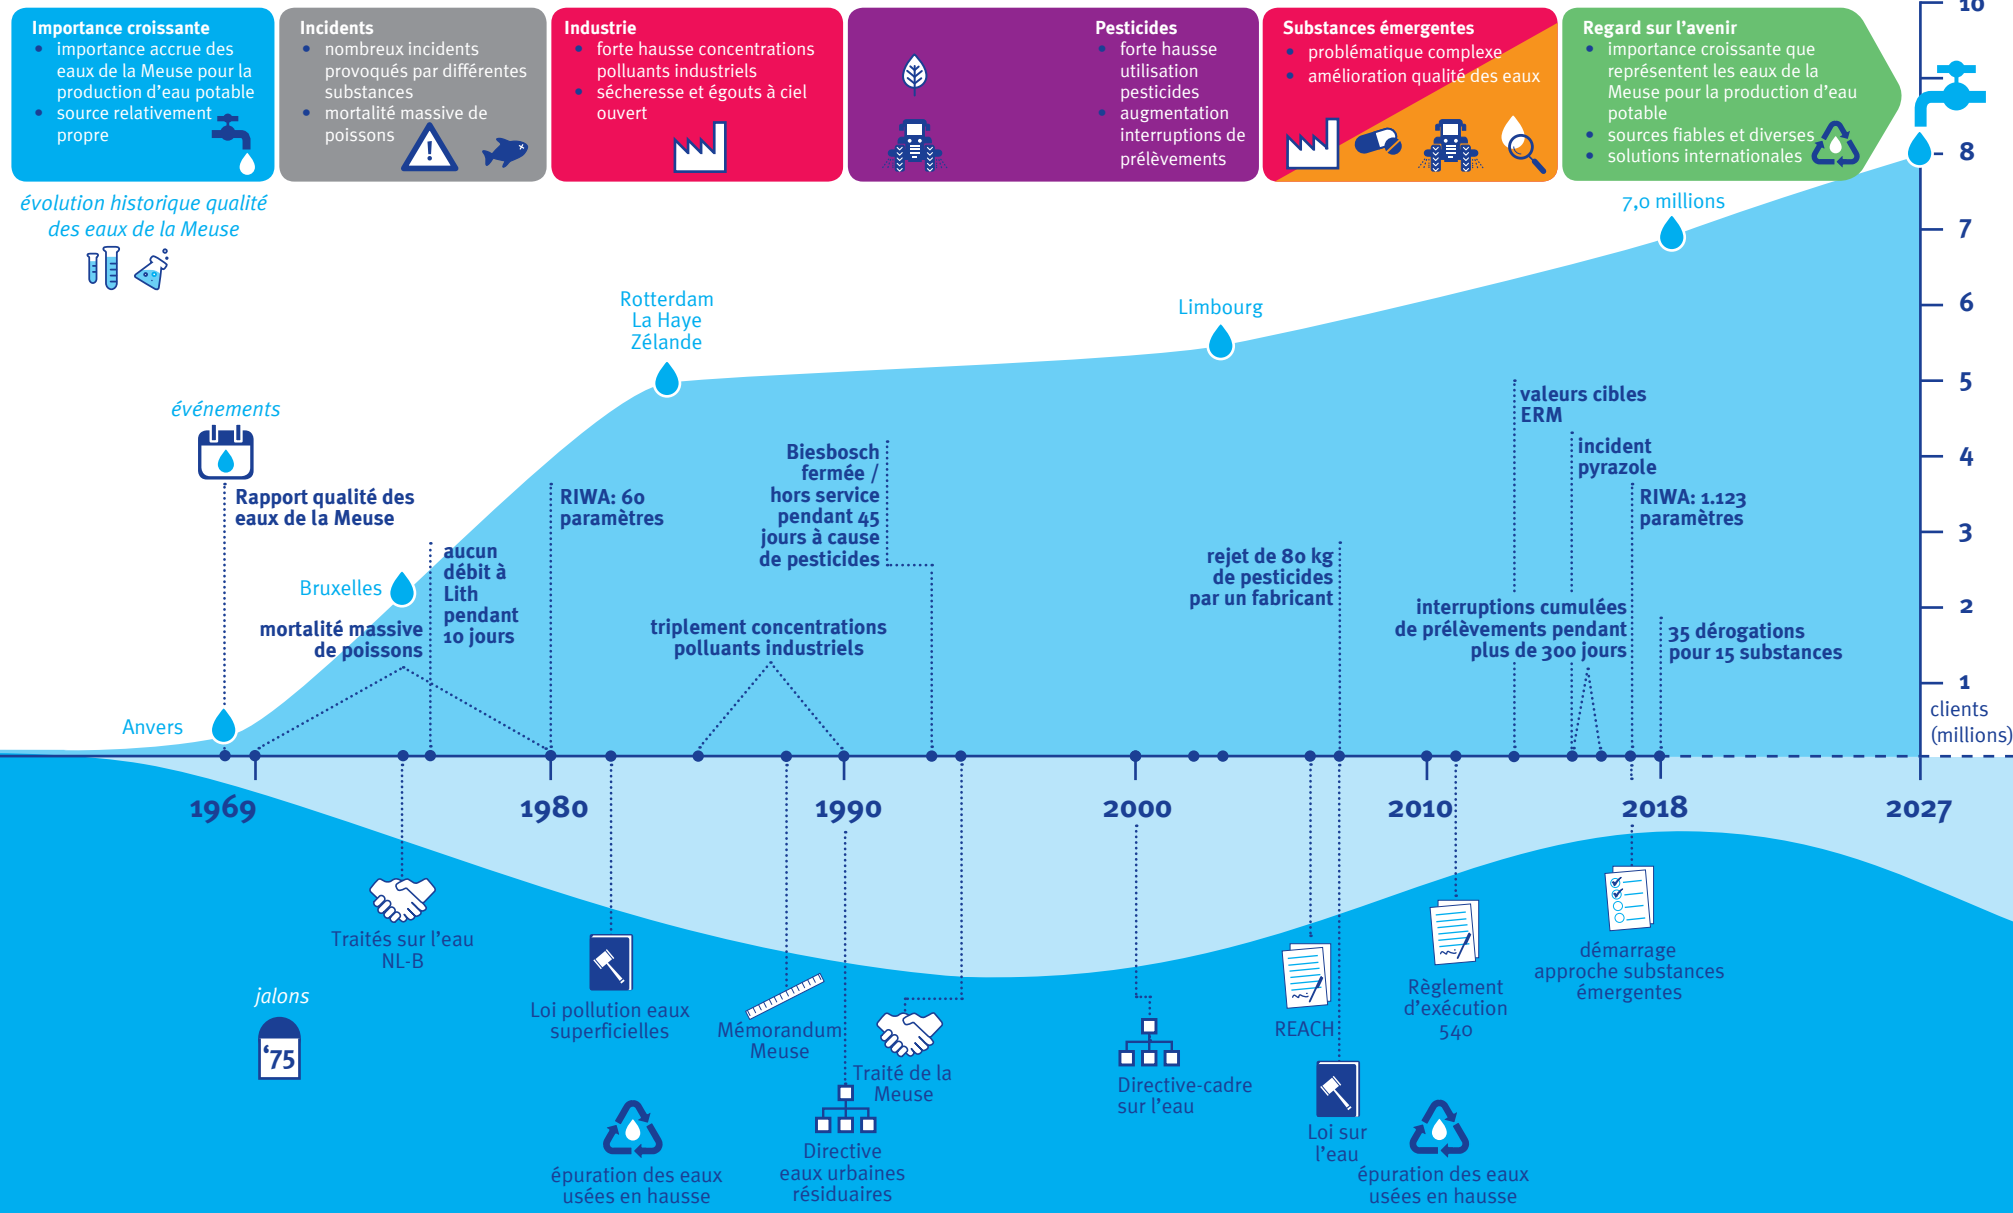 Importance croissante
• importance accrue des
eaux de la Meuse pour la
production d'eau potable
• source relativement
propre
Incidents
• nombreux incidents
provoqués par différentes
substances
• mortalité massive de
poissons
!
Industrie
• forte hausse concentrations
polluants industriels
• sécheresse et égouts à ciel
ouvert
Pesticides
• forte hausse
utilisation
pesticides
• augmentation
interruptions de
prélèvements
Substances émergentes
• problématique complexe
• amélioration qualité des eaux
Regard sur l'avenir
• importance croissante que
représentent les eaux de la
Meuse pour la production d'eau
potable
• sources fiables et diverses
• solutions internationales
10
8
7
6
5
4
3
2
1
clients
(millions)
évolution historique qualité
des eaux de la Meuse
7,0 millions
Rotterdam
La Haye
Zélande
Limbourg
Bruxelles
Anvers
événements
Rapport qualité des
eaux de la Meuse
mortalité massive
de poissons
aucun
débit à
Lith
pendant
10 jours
RIWA: 60
paramètres
triplement concentrations
polluants industriels
Biesbosch
fermée /
hors service
pendant 45
jours à cause
de pesticides
rejet de 80 kg
de pesticides
par un fabricant
valeurs cibles
ERM
incident
pyrazole
RIWA: 1.123
paramètres
interruptions cumulées
de prélèvements pendant
plus de 300 jours
35 dérogations
pour 15 substances
1969
1980
1990
2000
2010
2018
2027
jalons
'75
Traités sur l'eau
NL-B
Loi pollution eaux
superficielles
Mémorandum
Meuse
Traité de la
Meuse
Directive
eaux urbaines
résiduaires
épuration des eaux
usées en hausse
Directive-cadre
sur l'eau
REACH
Loi sur
l'eau
Règlement
d'exécution
540
démarrage
approche substances
émergentes
épuration des eaux
usées en hausse